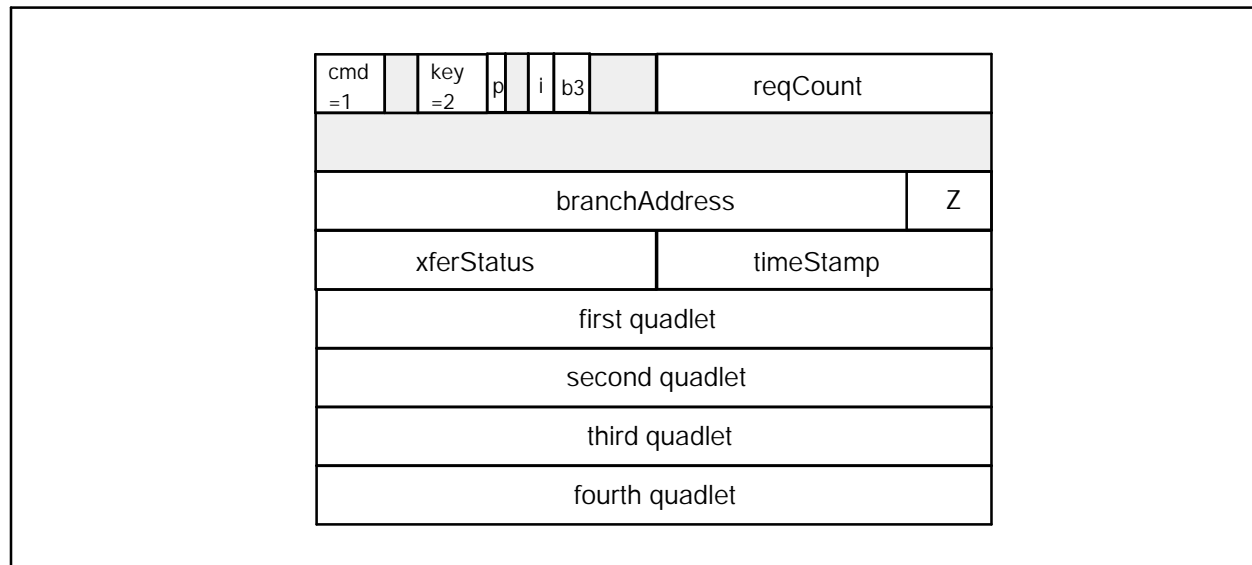 cmd =1 key =2 p i b3 reqCount
branchAddress Z
xferStatus timeStamp
first quadlet
second quadlet
third quadlet
fourth quadlet